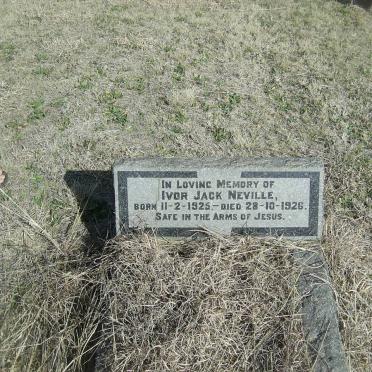 In Loving Memory of
Ivor Jack Neville,
Born 11-2-1925.— Died 28-10-1926.
Safe in the Arms of Jesus.